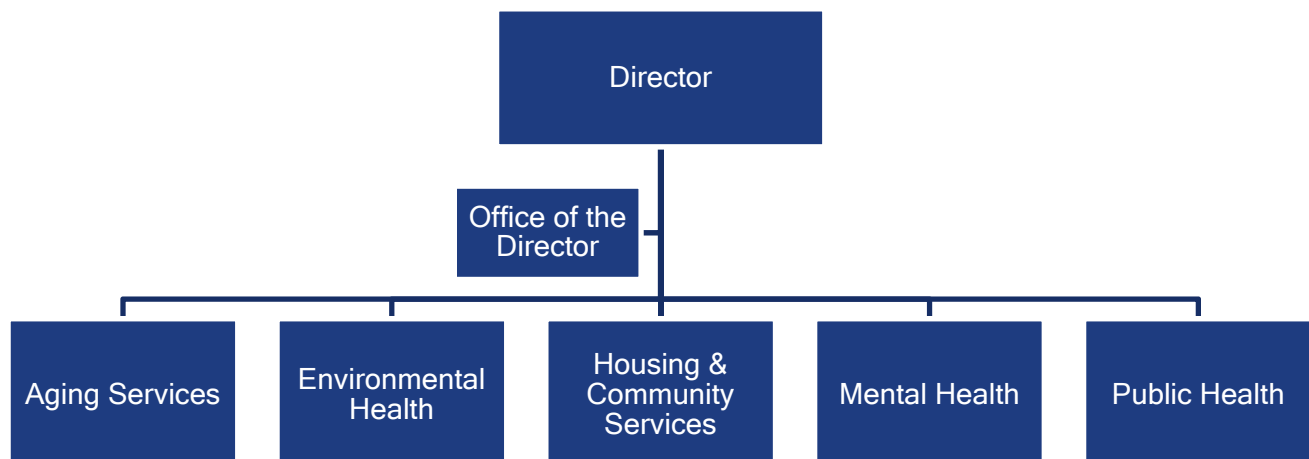 Director
Office of the
Director
Aging Services
Environmental
Health
Housing &
Community
Services
Mental Health
Public Health